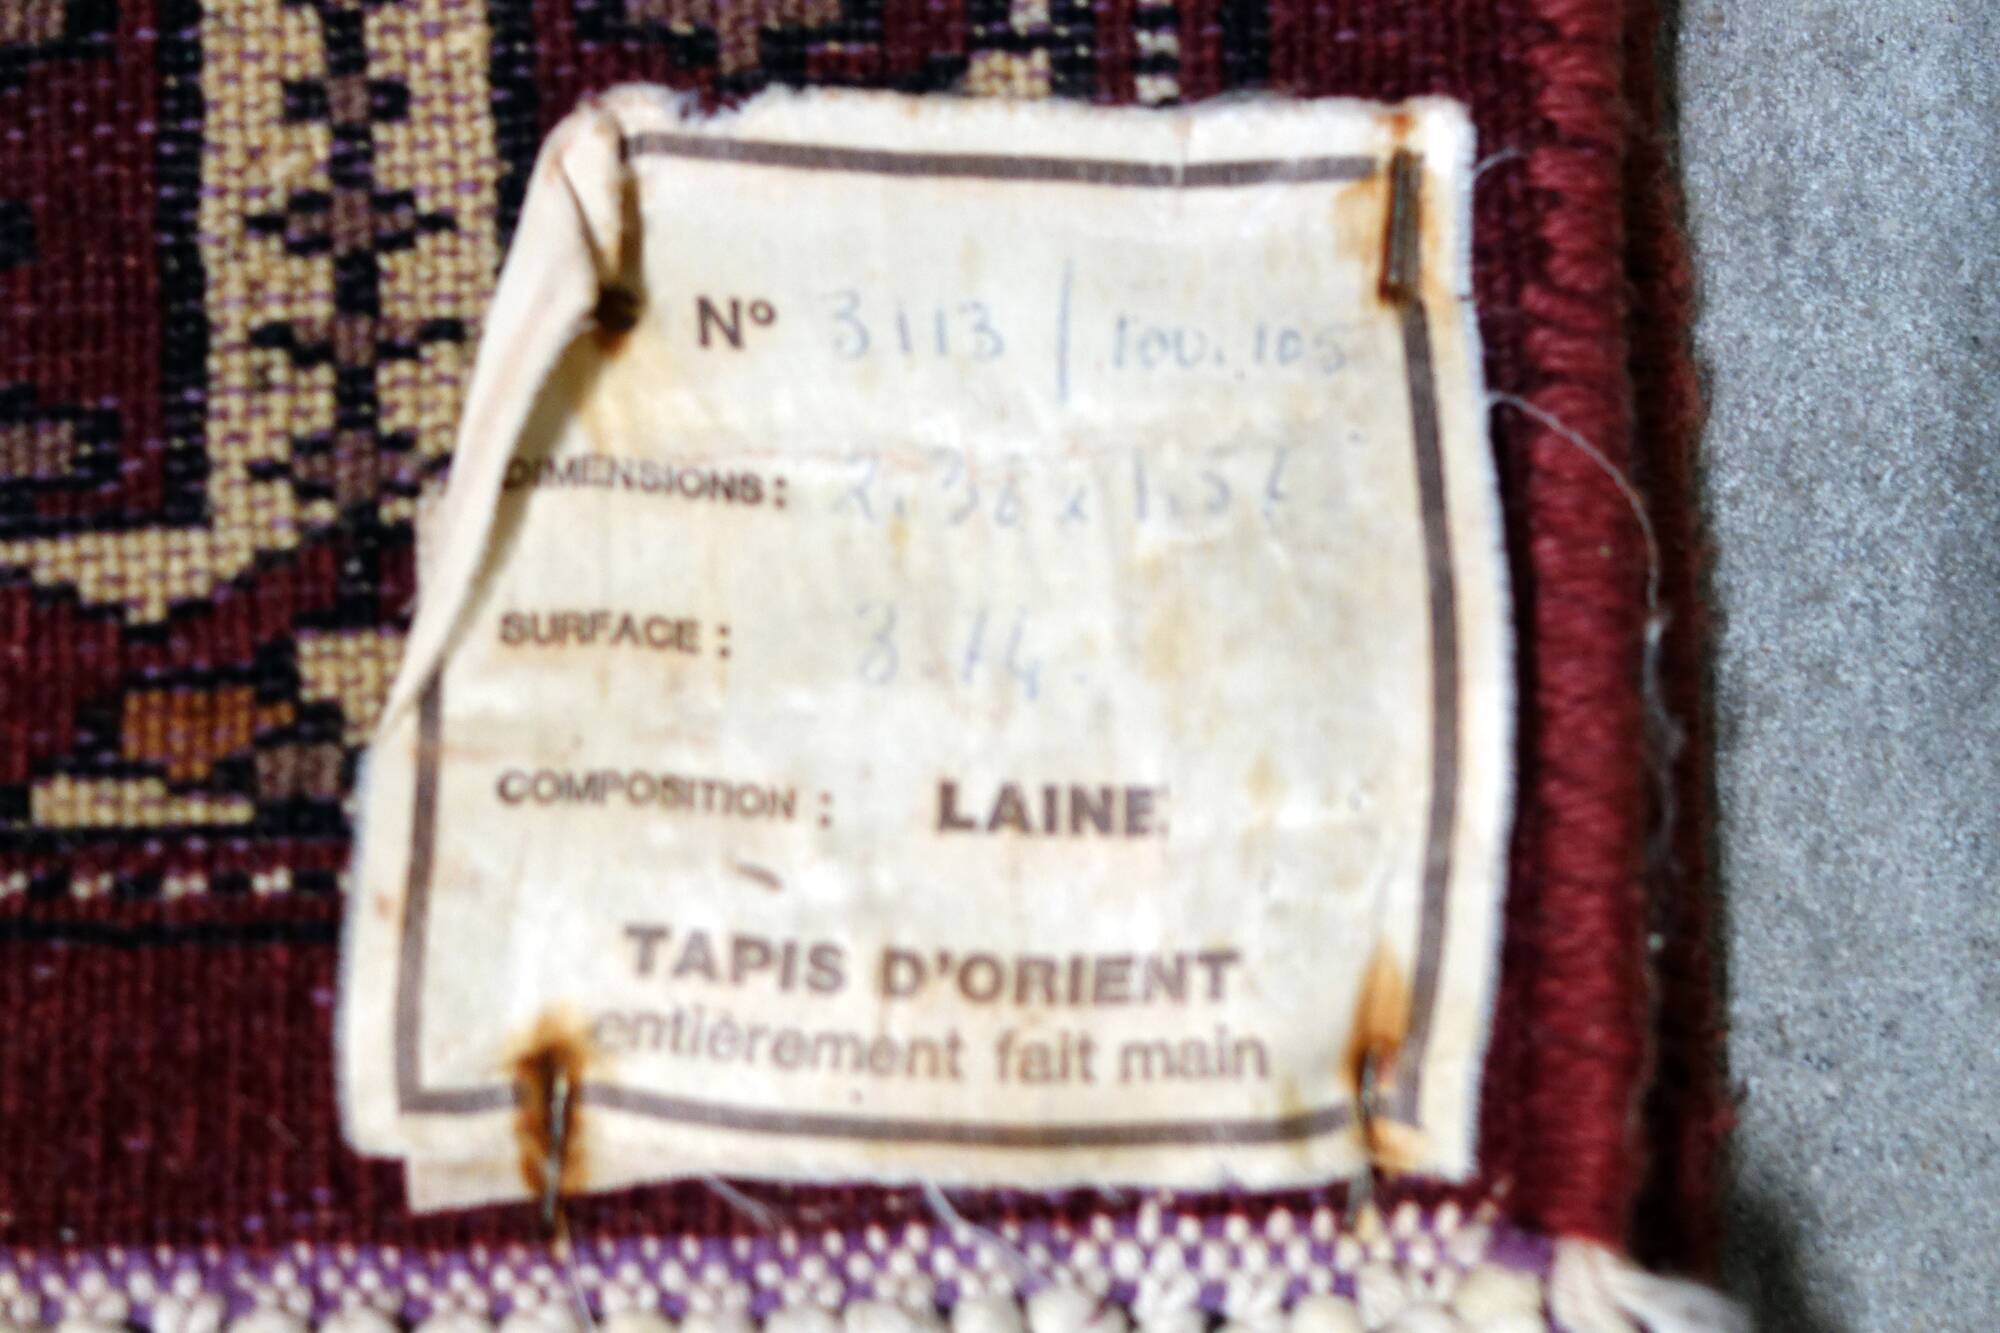 N° 3113 / 100.105
DIMENSIONS:
SURFACE :
COMPOSITION : LAINE
TAPIS D'ORIENT
entièrement fait main